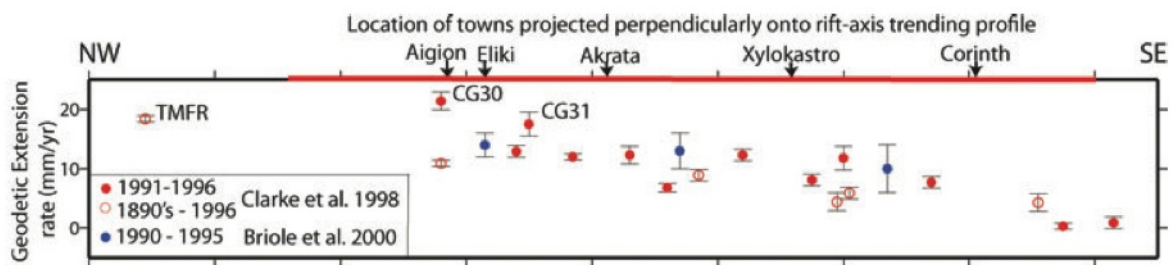 Location of towns projected perpendicularly onto rift-axis trending profile
NW
Aigion
Eliki
Akrata
Xylokastro
Corinth
SE
Geodetic Extension
rate (mm/yr)
20
10
0
TMFR
CG30
CG31
1991-1996
1890's - 1996
Clarke et al. 1998
1990 - 1995
Briole et al. 2000